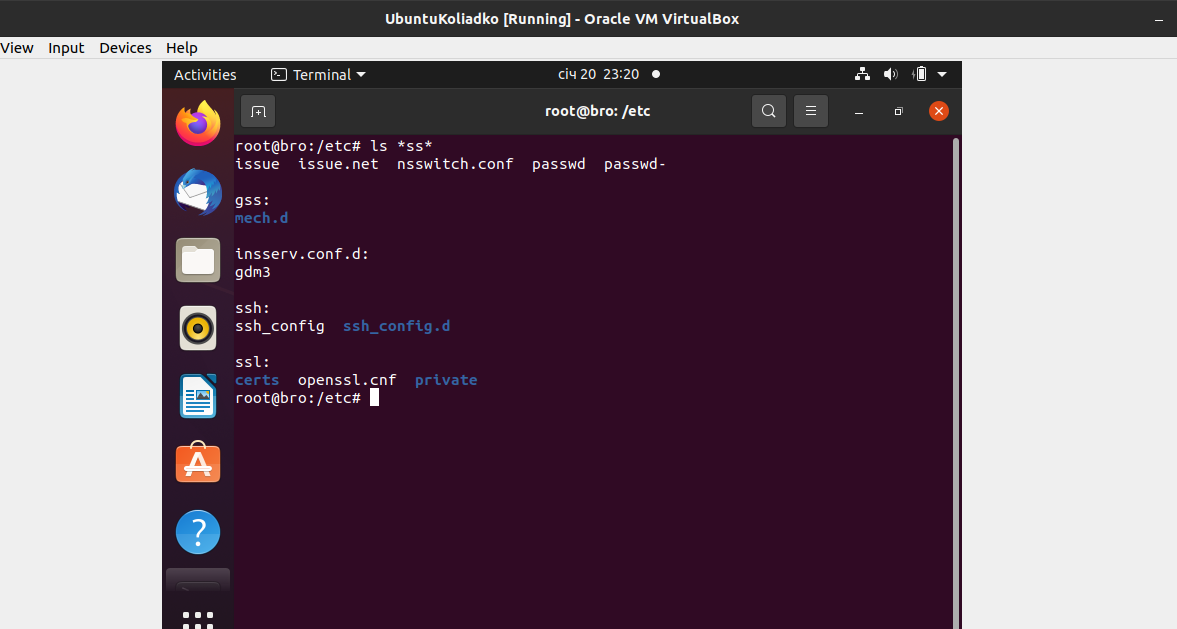 UbuntuKoliadko [Running] - Oracle VM VirtualBox
View Input Devices Help
Activities Terminal січ 20 23:20
root@bro: /etc
root@bro:/etc# ls *ss*
issue issue.net nsswitch.conf passwd passwd-
gss:
mech.d
insserv.conf.d:
gdm3
ssh:
ssh_config ssh_config.d
ssl:
certs openssl.cnf private
root@bro:/etc#